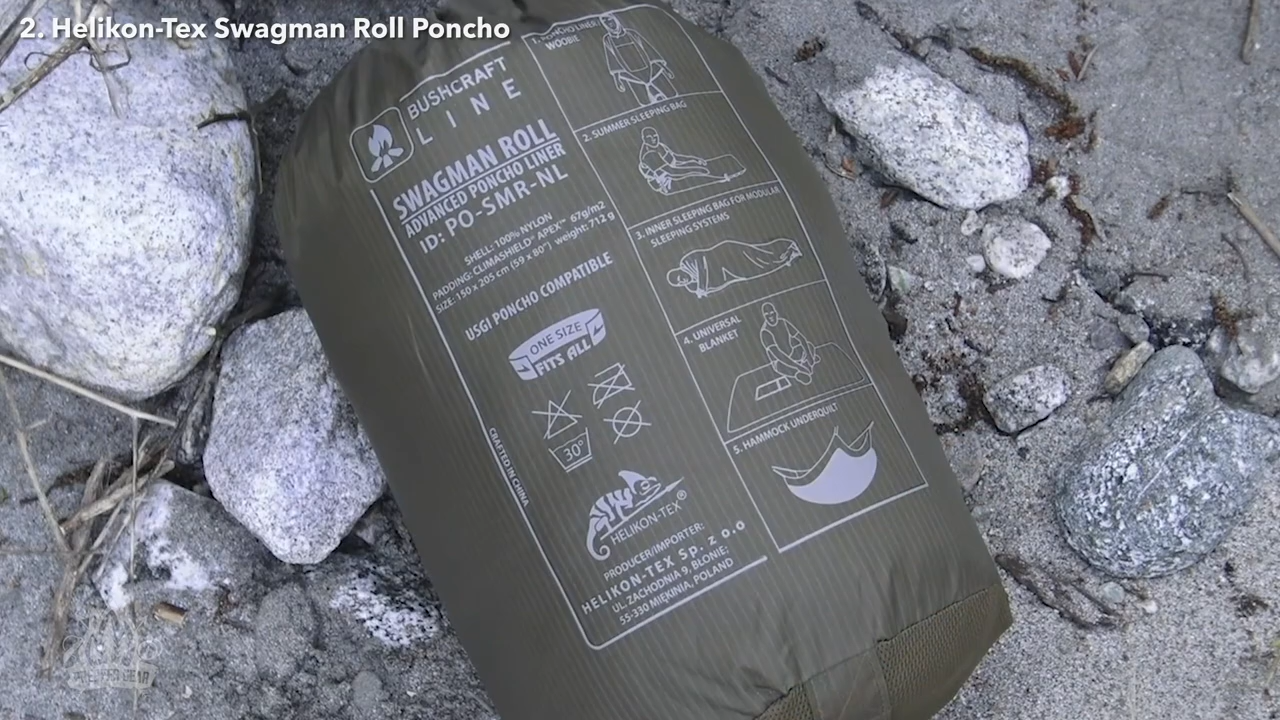 2. Helikon-Tex Swagman Roll Poncho
BUSHCRAFT
LINE
SWAGMAN ROLL
ADVANCED PONCHO LINER
ID: PO-SMR-NL
SHELL: 100% NYLON
PADDING: CLIMASHIELD® APEX™ 67g/m2
SIZE: 150 x 205 cm (59 x 80") weight: 712 g
USGI PONCHO COMPATIBLE
ONE SIZE
FITS ALL
30°
CRAFTED IN CHINA
HELIKON-TEX®
PRODUCER/IMPORTER:
HELIKON-TEX Sp. z o.o
UL. ZACHODNIA 9, BŁONIE;
55-330 MIĘKINIA, POLAND
1. PONCHO LINER/
WOOBIE
2. SUMMER SLEEPING BAG
3. INNER SLEEPING BAG FOR MODULAR
SLEEPING SYSTEMS
4. UNIVERSAL
BLANKET
5. HAMMOCK UNDERQUILT